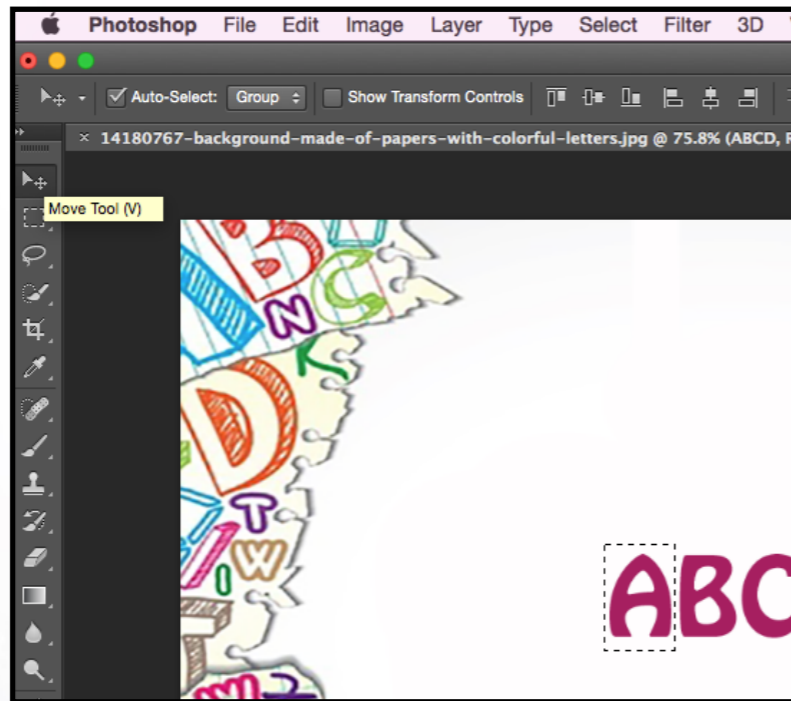 Photoshop File Edit Image Layer Type Select Filter 3D
Auto-Select: Group Show Transform Controls
× 14180767-background-made-of-papers-with-colorful-letters.jpg @ 75.8% (ABCD, R
Move Tool (V)
B
C
N
K
D
T
W
ABC